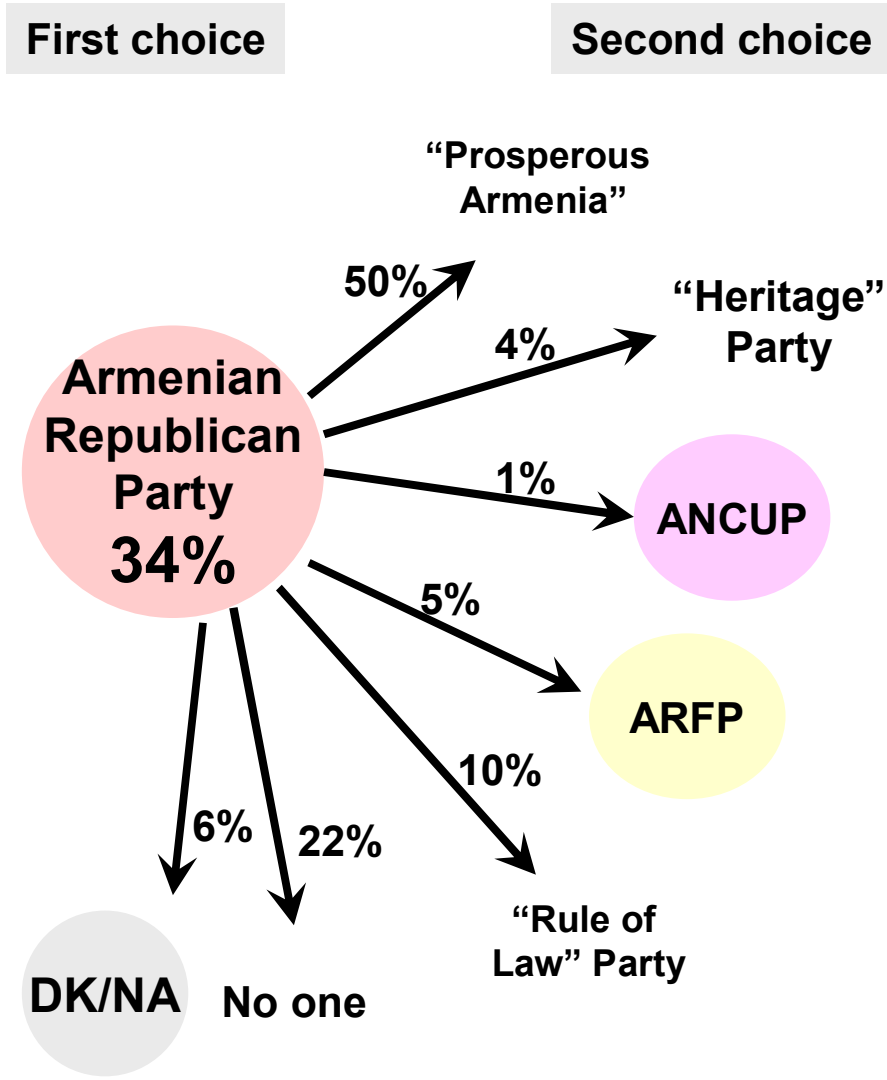 First choice
Second choice
“Prosperous
Armenia”
50%
“Heritage”
Party
4%
Armenian
Republican
Party
34%
1%
ANCUP
5%
ARFP
10%
“Rule of
Law” Party
6%
22%
DK/NA
No one